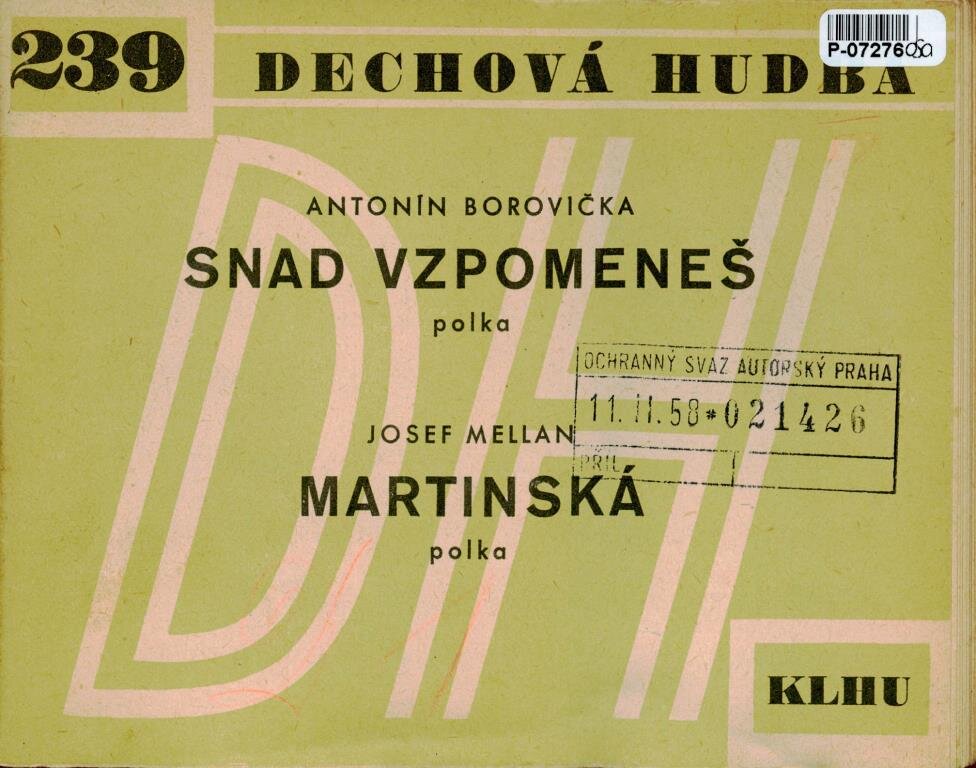 239
DECHOVÁ HUDBA
P-07276
DH
ANTONÍN BOROVIČKA
SNAD VZPOMENEŠ
polka
OCHRANNÝ SVAZ AUTORSKÝ PRAHA
11. II. 58 * 021426
PŘÍL.
JOSEF MELLAN
MARTINSKÁ
polka
KLHU